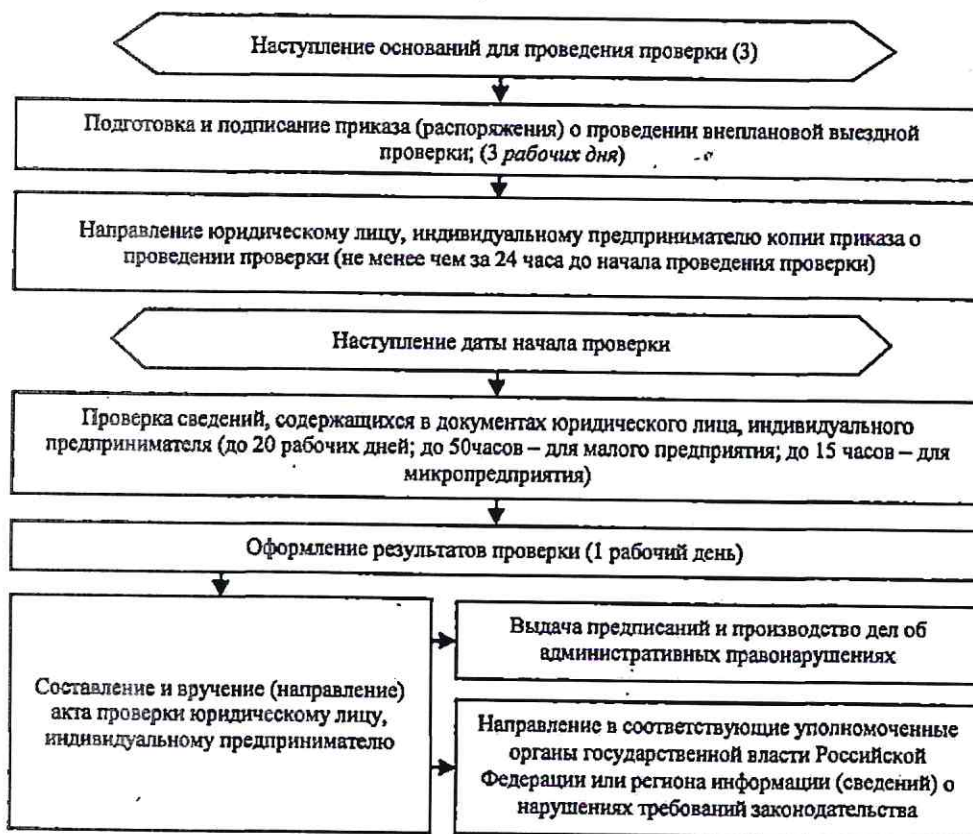 Наступление оснований для проведения проверки (3)
Подготовка и подписание приказа (распоряжения) о проведении внеплановой выездной
проверки; (3 рабочих дня)
Направление юридическому лицу, индивидуальному предпринимателю копии приказа о
проведении проверки (не менее чем за 24 часа до начала проведения проверки)
Наступление даты начала проверки
Проверка сведений, содержащихся в документах юридического лица, индивидуального
предпринимателя (до 20 рабочих дней; до 50часов – для малого предприятия; до 15 часов – для
микропредприятия)
Оформление результатов проверки (1 рабочий день)
Составление и вручение (направление)
акта проверки юридическому лицу,
индивидуальному предпринимателю
Выдача предписаний и производство дел об
административных правонарушениях
Направление в соответствующие уполномоченные
органы государственной власти Российской
Федерации или региона информации (сведений) о
нарушениях требований законодательства